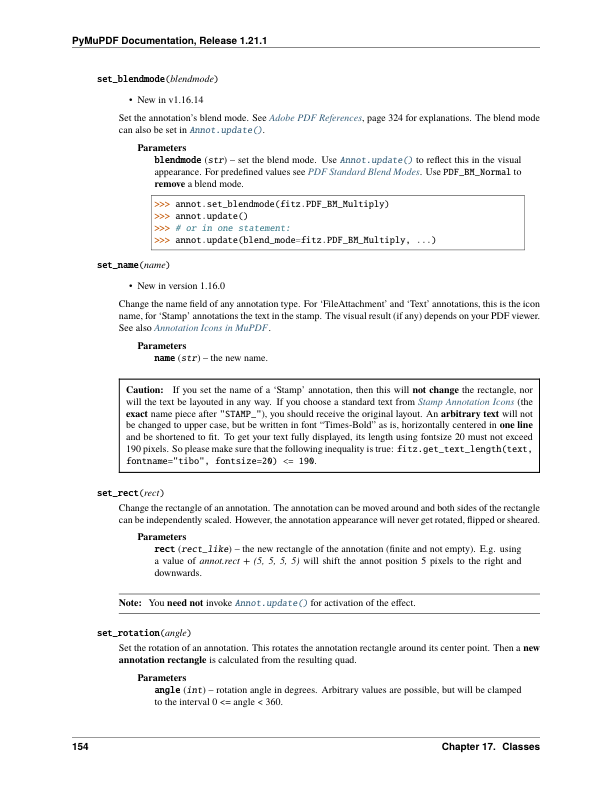 PyMuPDF Documentation, Release 1.21.1
set_blendmode(blendmode)
• New in v1.16.14
Set the annotation's blend mode. See Adobe PDF References, page 324 for explanations. The blend mode
can also be set in Annot.update().
Parameters
blendmode (str) – set the blend mode. Use Annot.update() to reflect this in the visual
appearance. For predefined values see PDF Standard Blend Modes. Use PDF_BM_Normal to
remove a blend mode.
>>> annot.set_blendmode(fitz.PDF_BM_Multiply)
>>> annot.update()
>>> # or in one statement:
>>> annot.update(blend_mode=fitz.PDF_BM_Multiply, ...)
set_name(name)
• New in version 1.16.0
Change the name field of any annotation type. For 'FileAttachment' and 'Text' annotations, this is the icon
name, for 'Stamp' annotations the text in the stamp. The visual result (if any) depends on your PDF viewer.
See also Annotation Icons in MuPDF.
Parameters
name (str) – the new name.
Caution: If you set the name of a 'Stamp' annotation, then this will not change the rectangle, nor
will the text be layouted in any way. If you choose a standard text from Stamp Annotation Icons (the
exact name piece after "STAMP_"), you should receive the original layout. An arbitrary text will not
be changed to upper case, but be written in font "Times-Bold" as is, horizontally centered in one line
and be shortened to fit. To get your text fully displayed, its length using fontsize 20 must not exceed
190 pixels. So please make sure that the following inequality is true: fitz.get_text_length(text,
fontname="tibo", fontsize=20) <= 190.
set_rect(rect)
Change the rectangle of an annotation. The annotation can be moved around and both sides of the rectangle
can be independently scaled. However, the annotation appearance will never get rotated, flipped or sheared.
Parameters
rect (rect_like) – the new rectangle of the annotation (finite and not empty). E.g. using
a value of annot.rect + (5, 5, 5, 5) will shift the annot position 5 pixels to the right and
downwards.
Note: You need not invoke Annot.update() for activation of the effect.
set_rotation(angle)
Set the rotation of an annotation. This rotates the annotation rectangle around its center point. Then a new
annotation rectangle is calculated from the resulting quad.
Parameters
angle (int) – rotation angle in degrees. Arbitrary values are possible, but will be clamped
to the interval 0 <= angle < 360.
154
Chapter 17. Classes